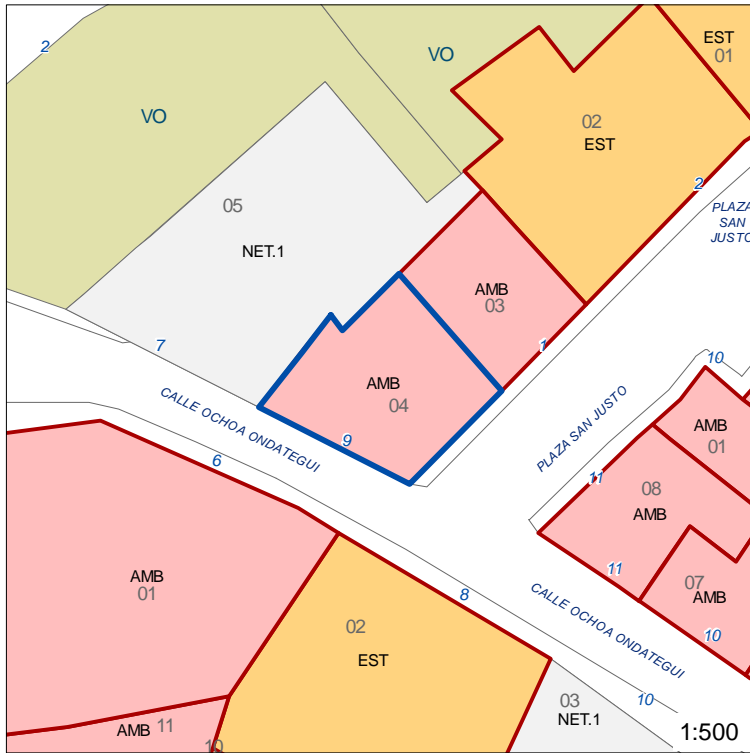 2
VO
VO
EST
01
02
EST
05
NET.1
2
PLAZA
SAN
JUSTO
AMB
03
1
7
AMB
04
10
CALLE OCHOA ONDATEGUI
9
PLAZA SAN JUSTO
AMB
01
6
11
08
AMB
AMB
01
11
07
AMB
8
CALLE OCHOA ONDATEGUI
10
02
EST
03
NET.1
10
AMB 11
10
1:500